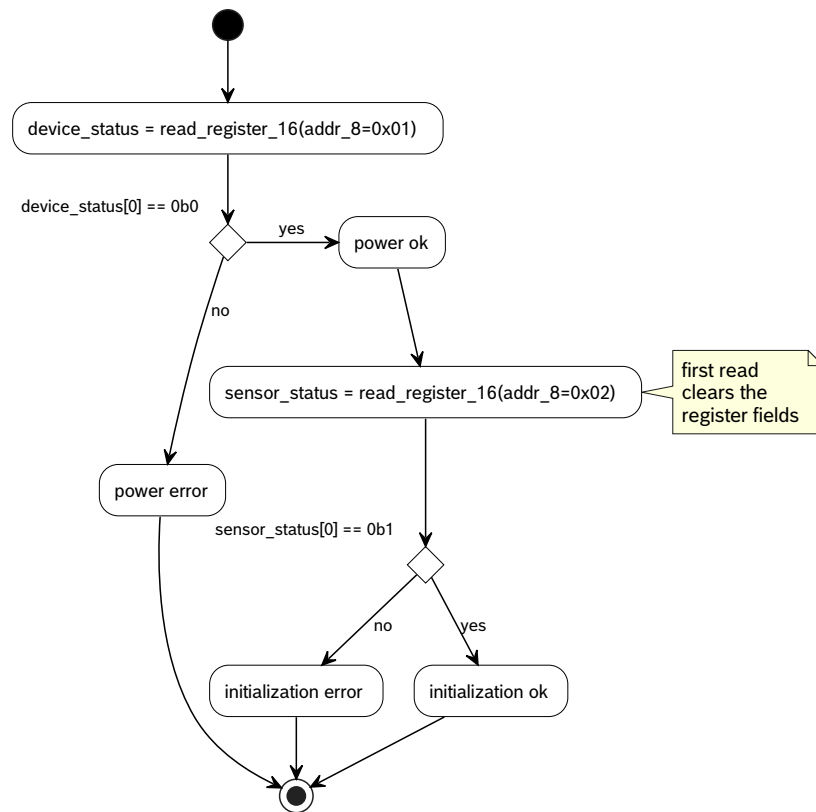 device_status = read_register_16(addr_8=0x01)
device_status[0] == 0b0
yes
power ok
no
sensor_status = read_register_16(addr_8=0x02)
first read
clears the
register fields
power error
sensor_status[0] == 0b1
no
yes
initialization error
initialization ok